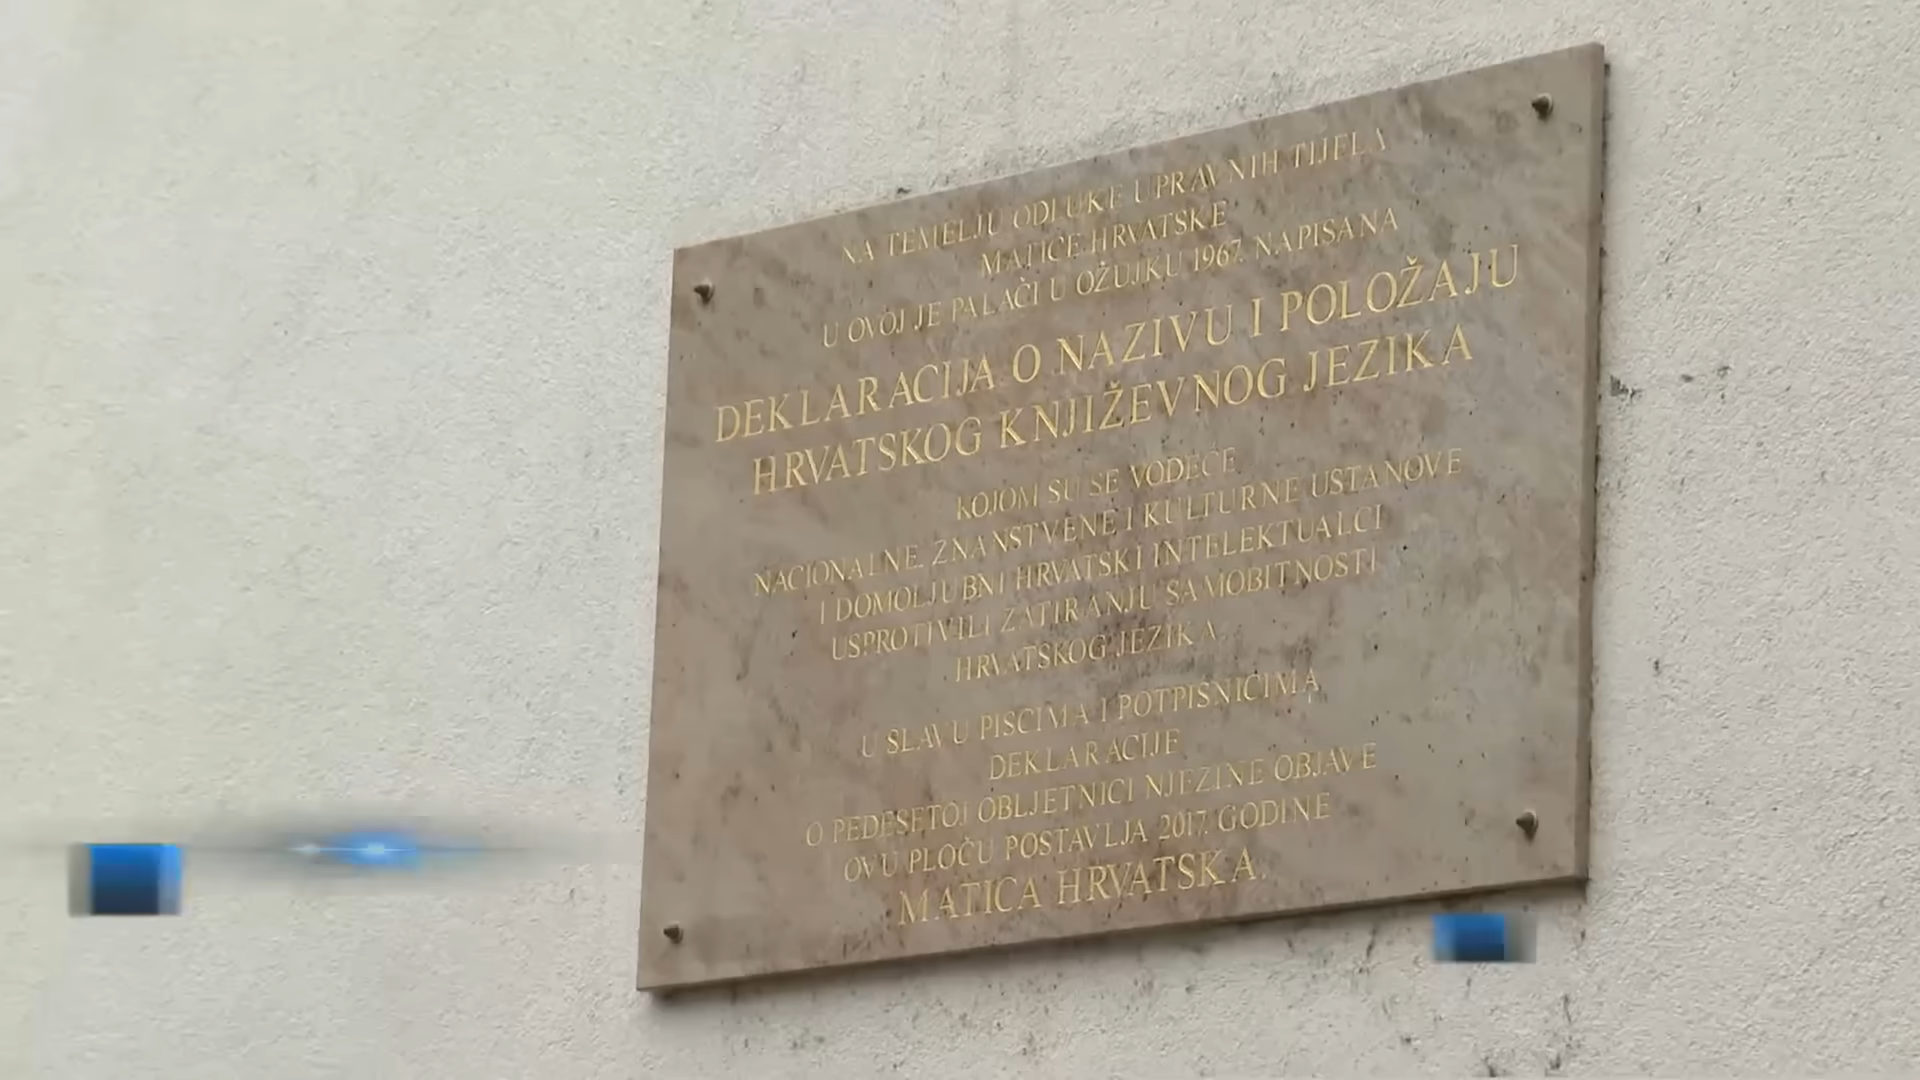 NA TEMELJU ODLUKE UPRAVNIH TIJELA
MATICE HRVATSKE
U OVOJ JE PALAČI U OŽUJKU 1967. NAPISANA
DEKLARACIJA O NAZIVU I POLOŽAJU
HRVATSKOG KNJIŽEVNOG JEZIKA
KOJOM SU SE VODEĆE
NACIONALNE, ZNANSTVENE I KULTURNE USTANOVE
I DOMOLJUBNI HRVATSKI INTELEKTUALCI
USPROTIVILI ZATIRANJU SAMOBITNOSTI
HRVATSKOG JEZIKA
U SLAVU PISCIMA I POTPISNICIMA
DEKLARACIJE
O PEDESETOJ OBLJETNICI NJEZINE OBJAVE
OVU PLOČU POSTAVLJA 2017. GODINE
MATICA HRVATSKA.